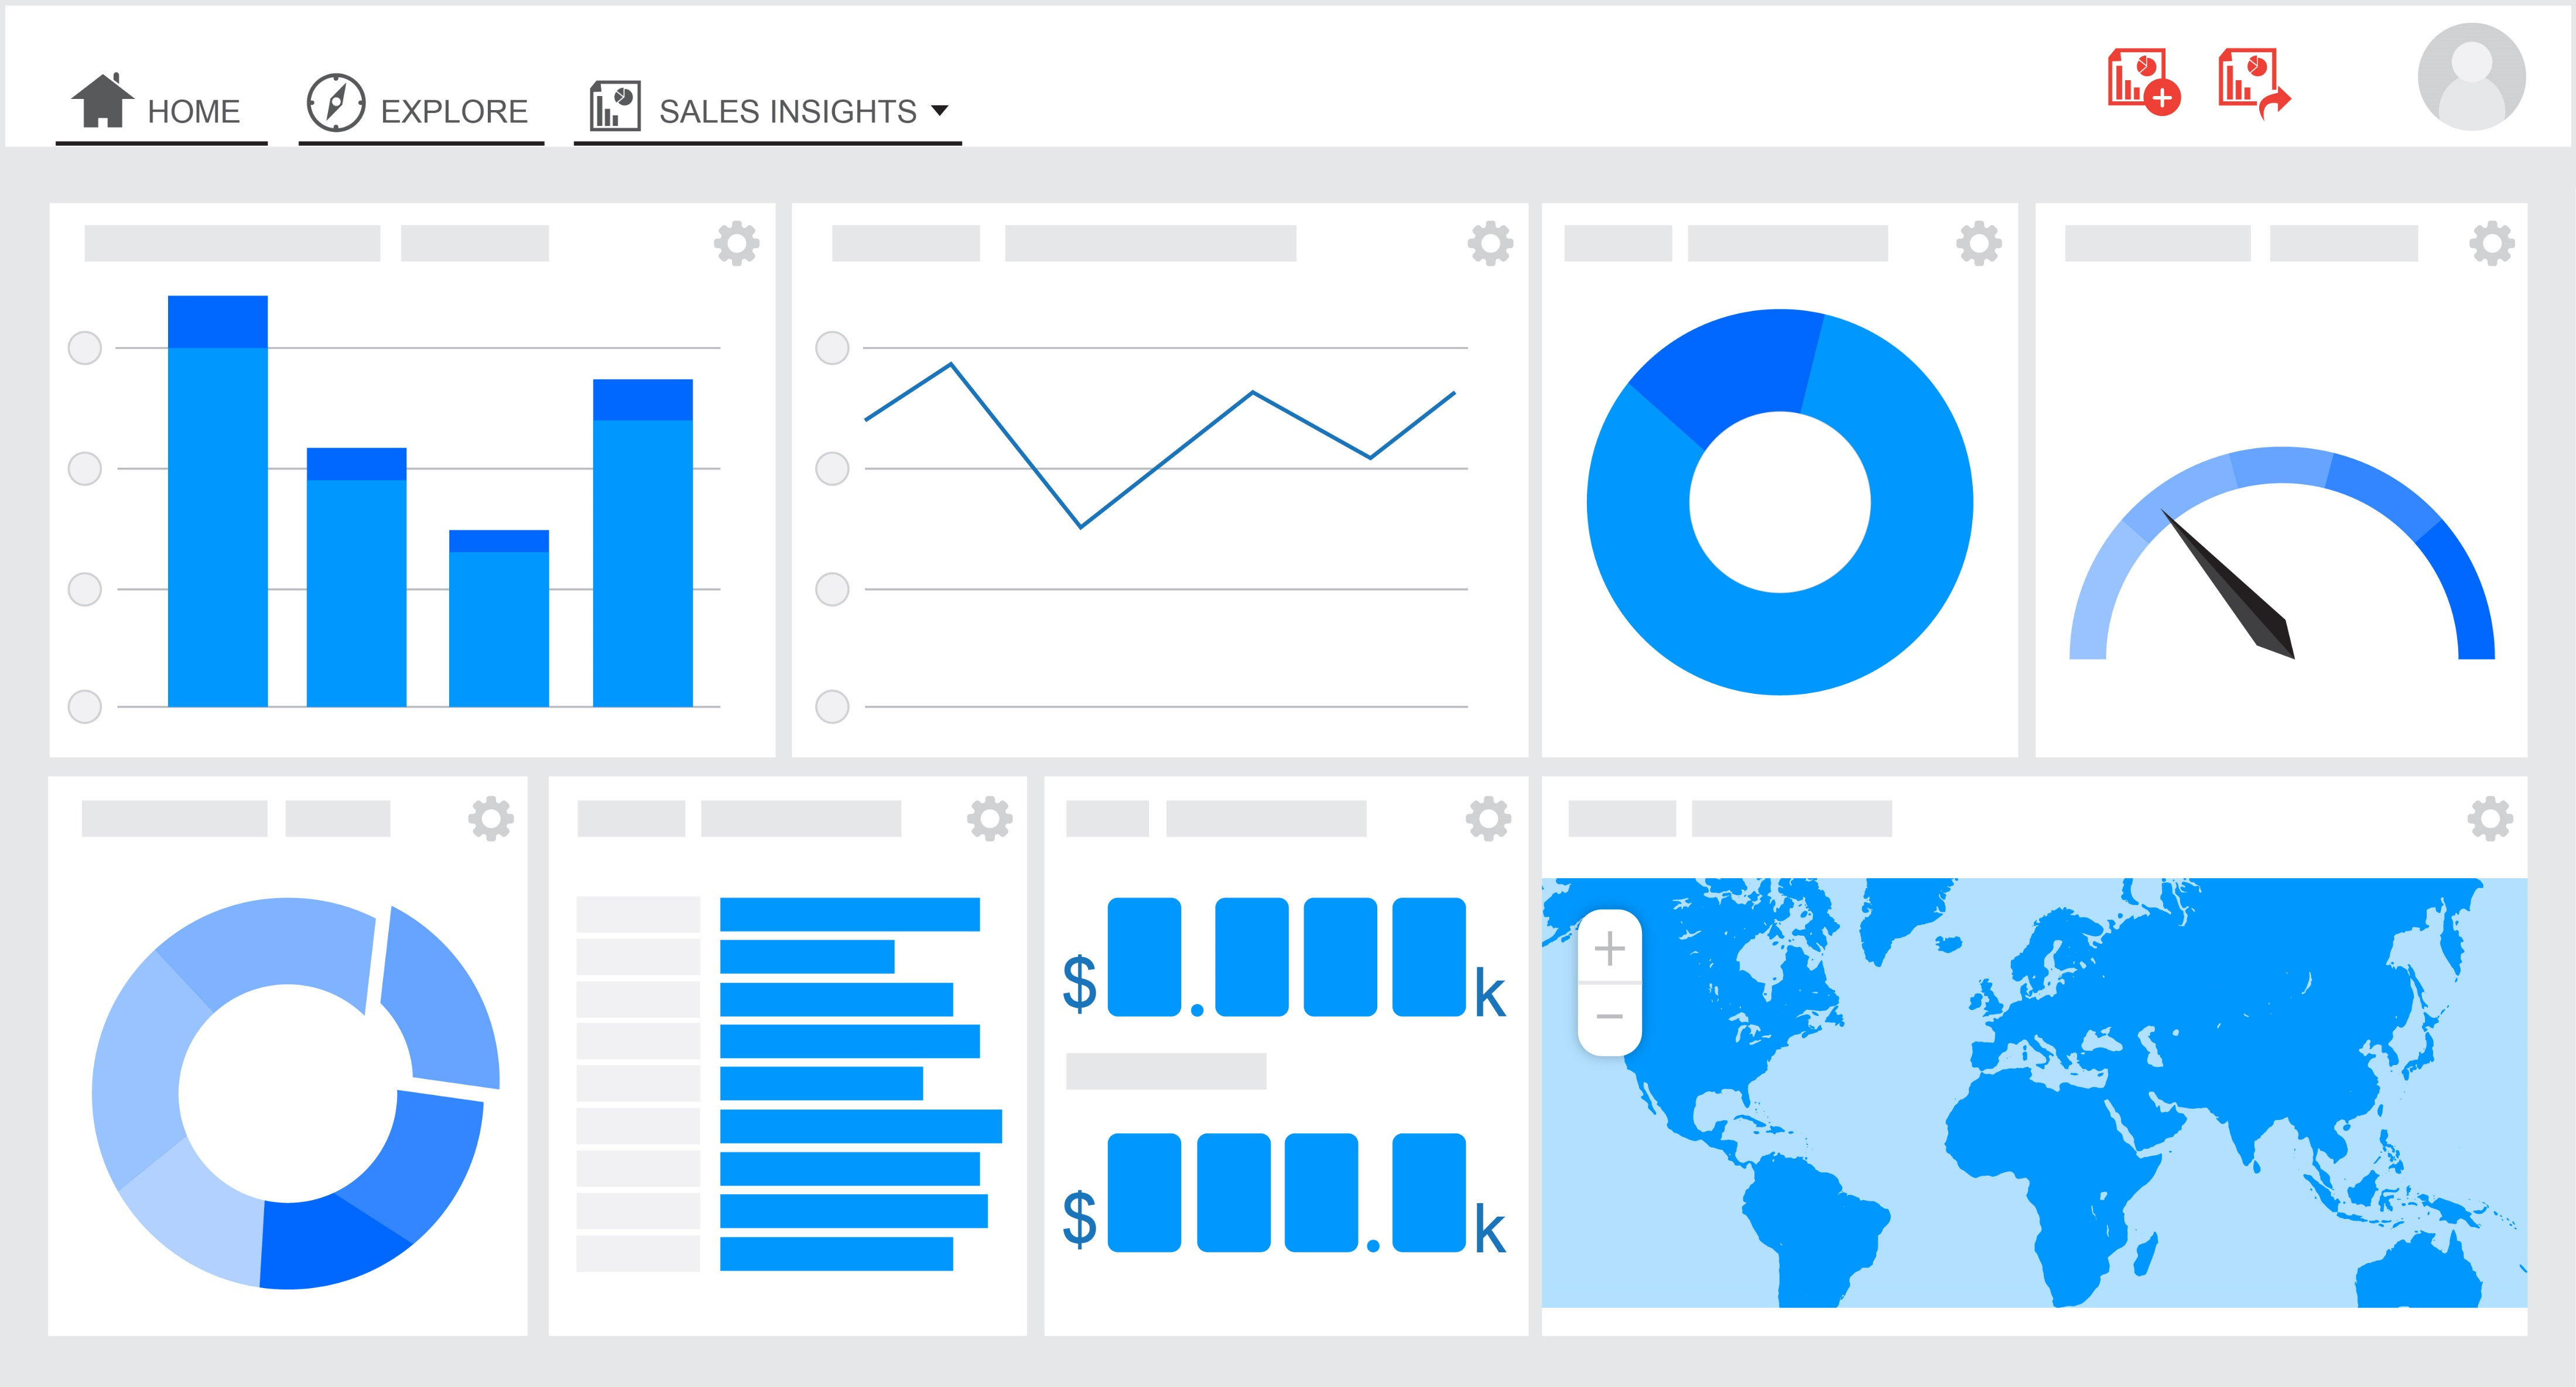 HOME
EXPLORE
SALES INSIGHTS
$ . k
$ . k